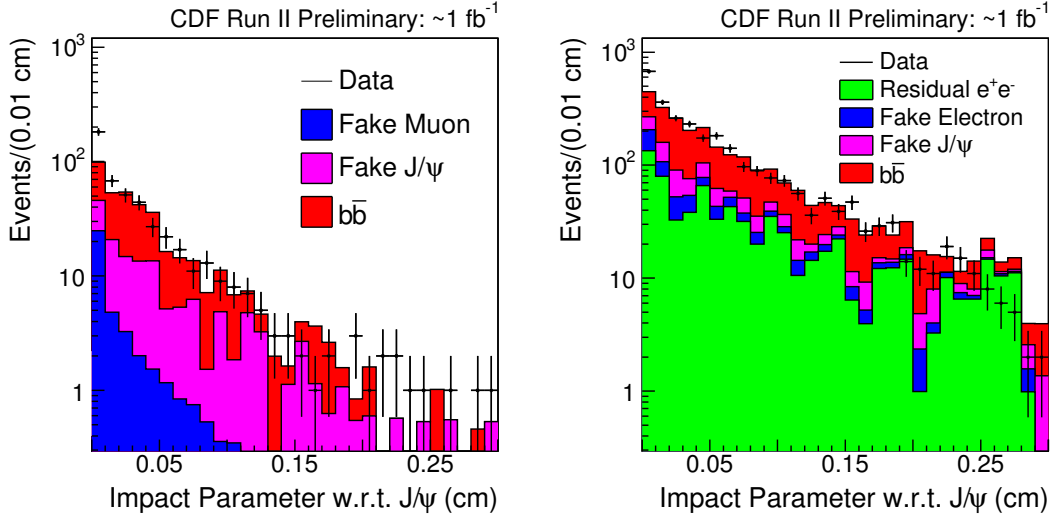 CDF Run II Preliminary: ~1 fb⁻¹
Events/(0.01 cm)
10³
10²
10
1
Data
Fake Muon
Fake J/ψ
bb̅
0.05
0.15
0.25
Impact Parameter w.r.t. J/ψ (cm)
CDF Run II Preliminary: ~1 fb⁻¹
Events/(0.01 cm)
10³
10²
10
1
Data
Residual e⁺e⁻
Fake Electron
Fake J/ψ
bb̅
0.05
0.15
0.25
Impact Parameter w.r.t. J/ψ (cm)